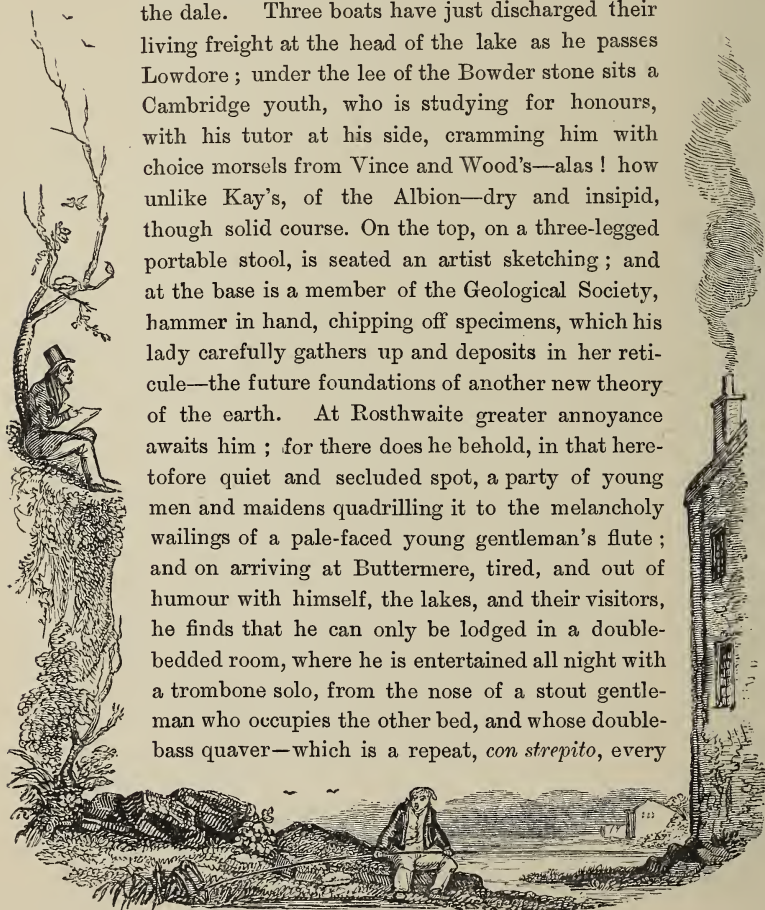 the dale. Three boats have just discharged their
living freight at the head of the lake as he passes
Lowdore ; under the lee of the Bowder stone sits a
Cambridge youth, who is studying for honours,
with his tutor at his side, cramming him with
choice morsels from Vince and Wood's—alas ! how
unlike Kay's, of the Albion—dry and insipid,
though solid course. On the top, on a three-legged
portable stool, is seated an artist sketching ; and
at the base is a member of the Geological Society,
hammer in hand, chipping off specimens, which his
lady carefully gathers up and deposits in her reti-
cule—the future foundations of another new theory
of the earth. At Rosthwaite greater annoyance
awaits him ; for there does he behold, in that here-
tofore quiet and secluded spot, a party of young
men and maidens quadrilling it to the melancholy
wailings of a pale-faced young gentleman's flute ;
and on arriving at Buttermere, tired, and out of
humour with himself, the lakes, and their visitors,
he finds that he can only be lodged in a double-
bedded room, where he is entertained all night with
a trombone solo, from the nose of a stout gentle-
man who occupies the other bed, and whose double-
bass quaver—which is a repeat, con strepito, every